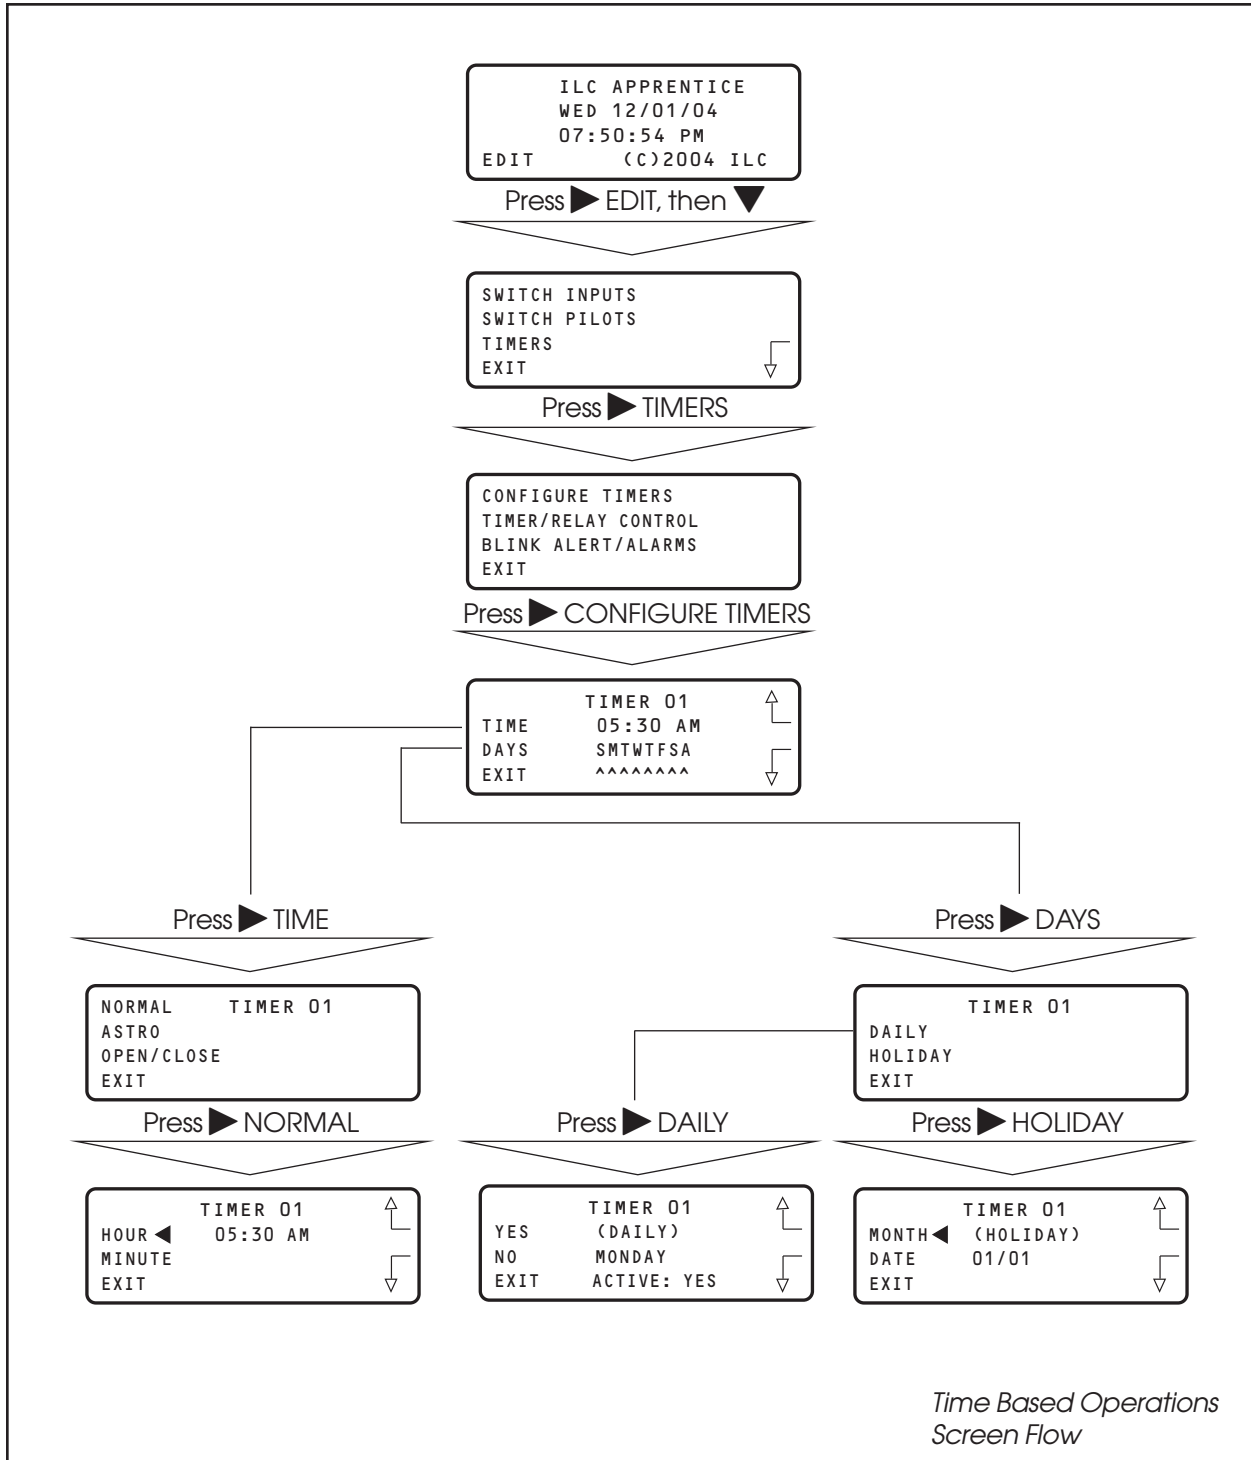 ILC APPRENTICE
WED 12/01/04
07:50:54 PM
EDIT (C)2004 ILC
Press ▶ EDIT, then ▼
SWITCH INPUTS
SWITCH PILOTS
TIMERS
EXIT
Press ▶ TIMERS
CONFIGURE TIMERS
TIMER/RELAY CONTROL
BLINK ALERT/ALARMS
EXIT
Press ▶ CONFIGURE TIMERS
TIMER 01
TIME 05:30 AM
DAYS SMTWTFSA
EXIT ^^^^^^^^
Press ▶ TIME
NORMAL TIMER 01
ASTRO
OPEN/CLOSE
EXIT
Press ▶ NORMAL
TIMER 01
HOUR ◀ 05:30 AM
MINUTE
EXIT
Press ▶ DAYS
TIMER 01
DAILY
HOLIDAY
EXIT
Press ▶ DAILY
TIMER 01
YES (DAILY)
NO MONDAY
EXIT ACTIVE: YES
Press ▶ HOLIDAY
TIMER 01
MONTH ◀ (HOLIDAY)
DATE 01/01
EXIT
Time Based Operations
Screen Flow